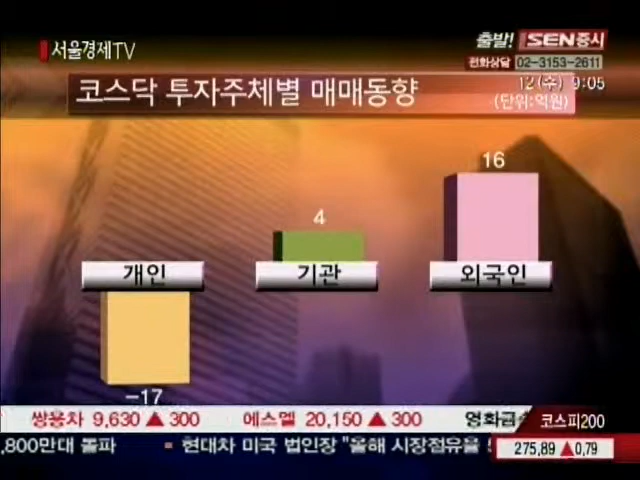 서울경제TV
출발! SEN증시
전화상담 02-3153-2611
코스닥 투자주체별 매매동향
12(수) 9:05
(단위:억원)
16
4
개인
기관
외국인
-17
쌍용차 9,630 ▲ 300 에스엘 20,150 ▲ 300 영화금속
코스피200
,800만대 돌파 현대차 미국 법인장 "올해 시장점유율
275.89 ▲0.79